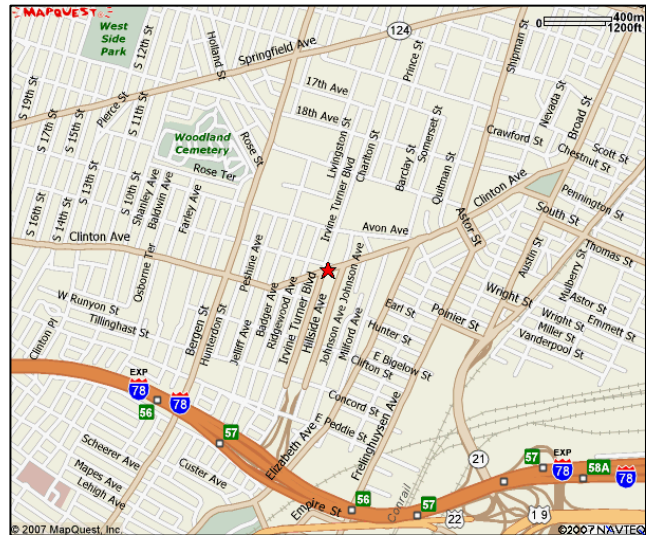 MAPQUEST
400m
1200ft
West
Side
Park
S 12th St
Holland St
Springfield Ave
124
Prince St
Shipman St
S 19th St
S 17th St
S 15th St
Pierce St
S 11th St
17th Ave
18th Ave
Nevada St
Broad St
Woodland
Cemetery
Rose St
Rose Ter
Livingston St
Irvine Turner Blvd
Charlton St
Barclay St
Somerset St
Quitman St
Crawford St
Chestnut St
Scott St
S 16th St
S 14th St
S 13th St
S 10th St
Shanley Ave
Baldwin Ave
Farley Ave
Clinton Ave
Avon Ave
Astor St
Pennington St
South St
Thomas St
Clinton Ave
Osborne Ter
Peshine Ave
Austin St
Mulberry St
W Runyon St
Tillinghast St
Clinton Pl
Bergen St
Hunterdon St
Jelliff Ave
Badger Ave
Ridgewood Ave
Irvine Turner Blvd
Hillside Ave
Johnson Ave
Johnson Ave
Milford Ave
Earl St
Hunter St
Poinier St
Wright St
Astor St
Wright St
Emmett St
Miller St
Vanderpool St
E Bigelow St
Clifton St
EXP
78
56
78
57
Concord St
E Peddie St
Elizabeth Ave
Frelinghuysen Ave
Scheerer Ave
Mapes Ave
Lehigh Ave
Custer Ave
Empire St
56
Conrail
57
21
22
57
EXP
78
58A
78
1 9
© 2007 MapQuest, Inc.
©2007 NAVTEQ